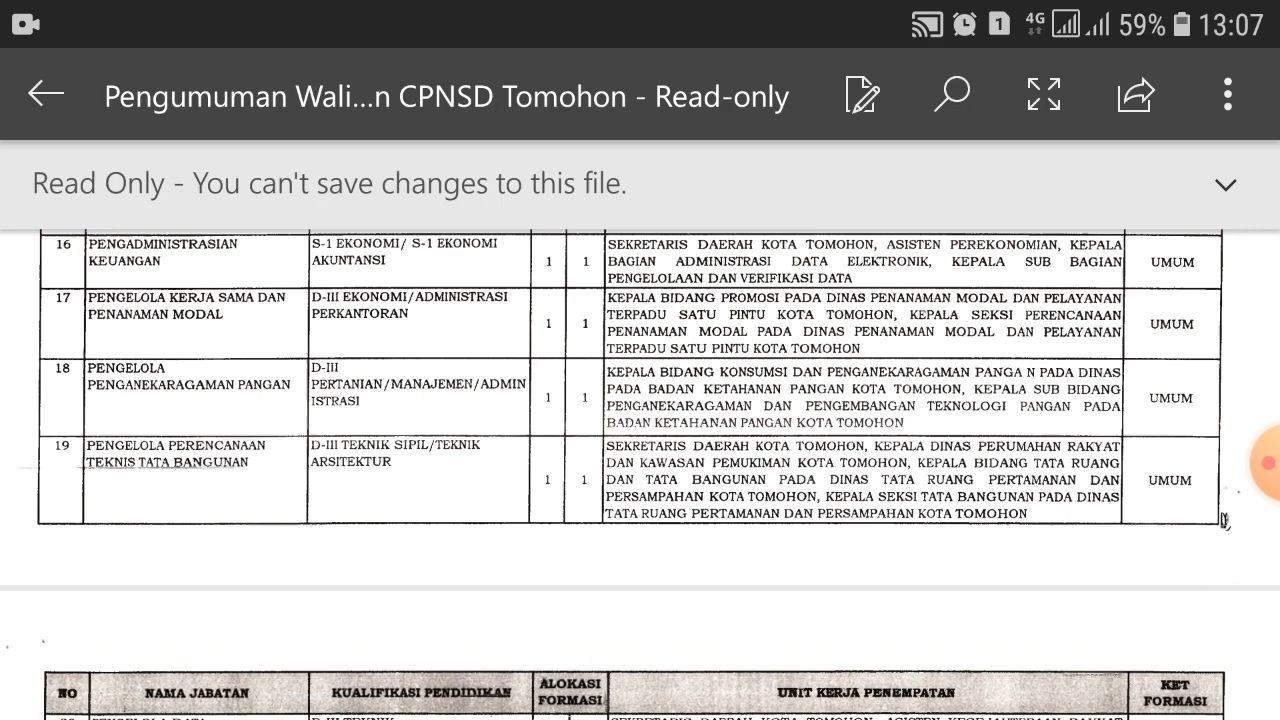 1 4G 59% 13:07
Pengumuman Wali...n CPNSD Tomohon - Read-only
Read Only - You can't save changes to this file.
16 PENGADMINISTRASIAN KEUANGAN
S-1 EKONOMI/ S-1 EKONOMI
AKUNTANSI
1 1
SEKRETARIS DAERAH KOTA TOMOHON, ASISTEN PEREKONOMIAN, KEPALA
BAGIAN ADMINISTRASI DATA ELEKTRONIK, KEPALA SUB BAGIAN
PENGELOLAAN DAN VERIFIKASI DATA
UMUM
17 PENGELOLA KERJA SAMA DAN
PENANAMAN MODAL
D-III EKONOMI/ADMINISTRASI
PERKANTORAN
1 1
KEPALA BIDANG PROMOSI PADA DINAS PENANAMAN MODAL DAN PELAYANAN
TERPADU SATU PINTU KOTA TOMOHON, KEPALA SEKSI PERENCANAAN
PENANAMAN MODAL PADA DINAS PENANAMAN MODAL DAN PELAYANAN
TERPADU SATU PINTU KOTA TOMOHON
UMUM
18 PENGELOLA
PENGANEKARAGAMAN PANGAN
D-III
PERTANIAN/MANAJEMEN/ADMIN
ISTRASI
1 1
KEPALA BIDANG KONSUMSI DAN PENGANEKARAGAMAN PANGA N PADA DINAS
PADA BADAN KETAHANAN PANGAN KOTA TOMOHON, KEPALA SUB BIDANG
PENGANEKARAGAMAN DAN PENGEMBANGAN TEKNOLOGI PANGAN PADA
BADAN KETAHANAN PANGAN KOTA TOMOHON
UMUM
19 PENGELOLA PERENCANAAN
TEKNIS TATA BANGUNAN
D-III TEKNIK SIPIL/TEKNIK
ARSITEKTUR
1 1
SEKRETARIS DAERAH KOTA TOMOHON, KEPALA DINAS PERUMAHAN RAKYAT
DAN KAWASAN PEMUKIMAN KOTA TOMOHON, KEPALA BIDANG TATA RUANG
DAN TATA BANGUNAN PADA DINAS TATA RUANG PERTAMANAN DAN
PERSAMPAHAN KOTA TOMOHON, KEPALA SEKSI TATA BANGUNAN PADA DINAS
TATA RUANG PERTAMANAN DAN PERSAMPAHAN KOTA TOMOHON
UMUM
NO
NAMA JABATAN
KUALIFIKASI PENDIDIKAN
ALOKASI
FORMASI
UNIT KERJA PENEMPATAN
KET
FORMASI